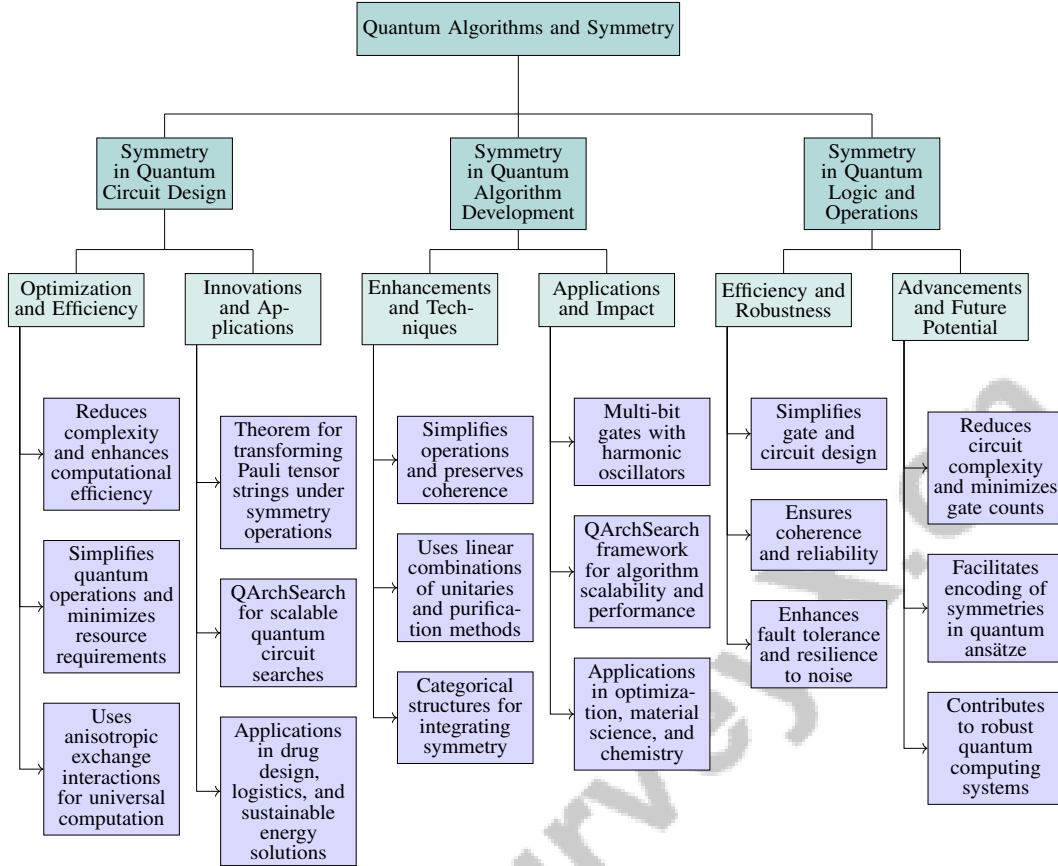 Quantum Algorithms and Symmetry
Symmetry
in Quantum
Circuit Design
Symmetry
in Quantum
Algorithm
Development
Symmetry
in Quantum
Logic and
Operations
Optimization
and Efficiency
Innovations
and Ap-
plications
Enhancements
and Tech-
niques
Applications
and Impact
Efficiency and
Robustness
Advancements
and Future
Potential
Reduces
complexity
and enhances
computational
efficiency
Simplifies
quantum
operations and
minimizes
resource
requirements
Uses
anisotropic
exchange
interactions
for universal
computation
Theorem for
transforming
Pauli tensor
strings under
symmetry
operations
QArchSearch
for scalable
quantum
circuit
searches
Applications
in drug design,
logistics, and
sustainable
energy
solutions
Simplifies
operations
and preserves
coherence
Uses linear
combinations
of unitaries
and purifica-
tion methods
Categorical
structures for
integrating
symmetry
Multi-bit
gates with
harmonic
oscillators
QArchSearch
framework
for algorithm
scalability and
performance
Applications
in optimiza-
tion, material
science, and
chemistry
Simplifies
gate and
circuit design
Ensures
coherence
and reliability
Enhances
fault tolerance
and resilience
to noise
Reduces
circuit
complexity
and minimizes
gate counts
Facilitates
encoding of
symmetries
in quantum
ansätze
Contributes
to robust
quantum
computing
systems